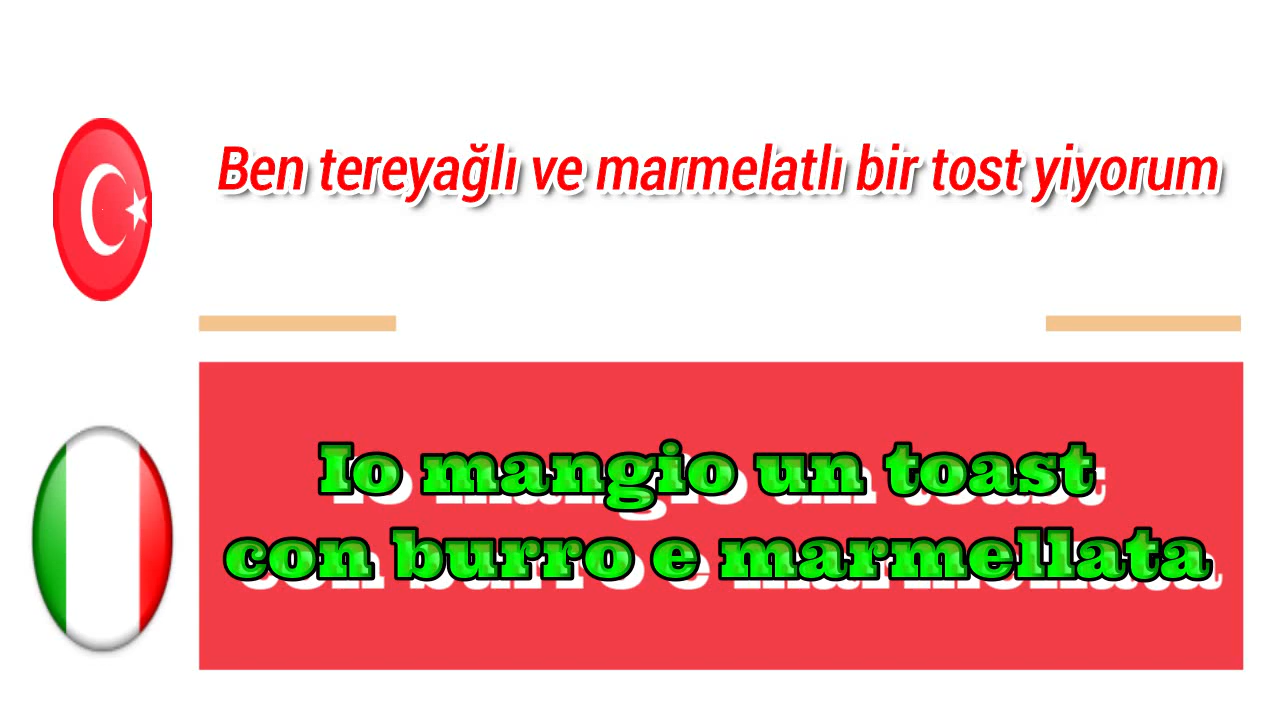 Ben tereyağlı ve marmelatlı bir tost yiyorum
Io mangio un toast
con burro e marmellata